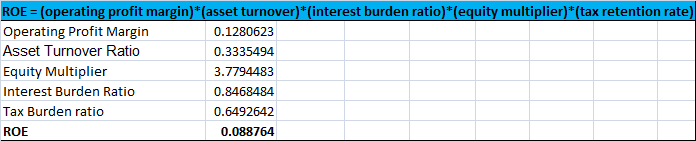 ROE = (operating profit margin)*(asset turnover)*(interest burden ratio)*(equity multiplier)*(tax retention rate)
Operating Profit Margin 0.1280623
Asset Turnover Ratio 0.3335494
Equity Multiplier 3.7794483
Interest Burden Ratio 0.8468484
Tax Burden ratio 0.6492642
ROE 0.088764